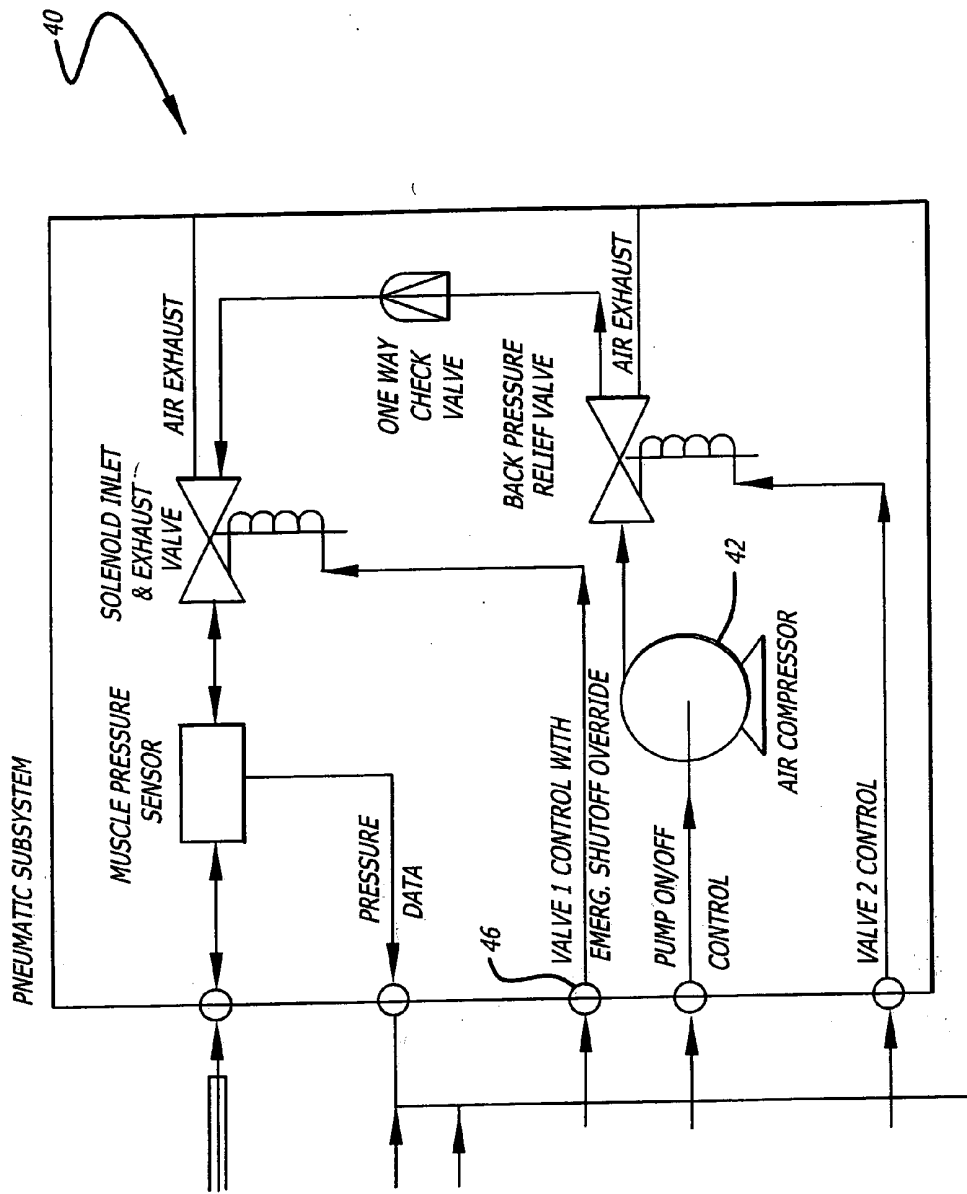 PNEUMATIC SUBSYSTEM
40
MUSCLE PRESSURE
SENSOR
SOLENOLD INLET
& EXHAUST
VALVE
AIR EXHAUST
PRESSURE
DATA
ONE WAY
CHECK
VALVE
46
VALVE 1 CONTROL WITH
EMERG. SHUTOFF OVERRIDE
BACK PRESSURE
RELIEF VALVE
AIR EXHAUST
PUMP ON/OFF
CONTROL
42
AIR COMPRESSOR
VALVE 2 CONTROL